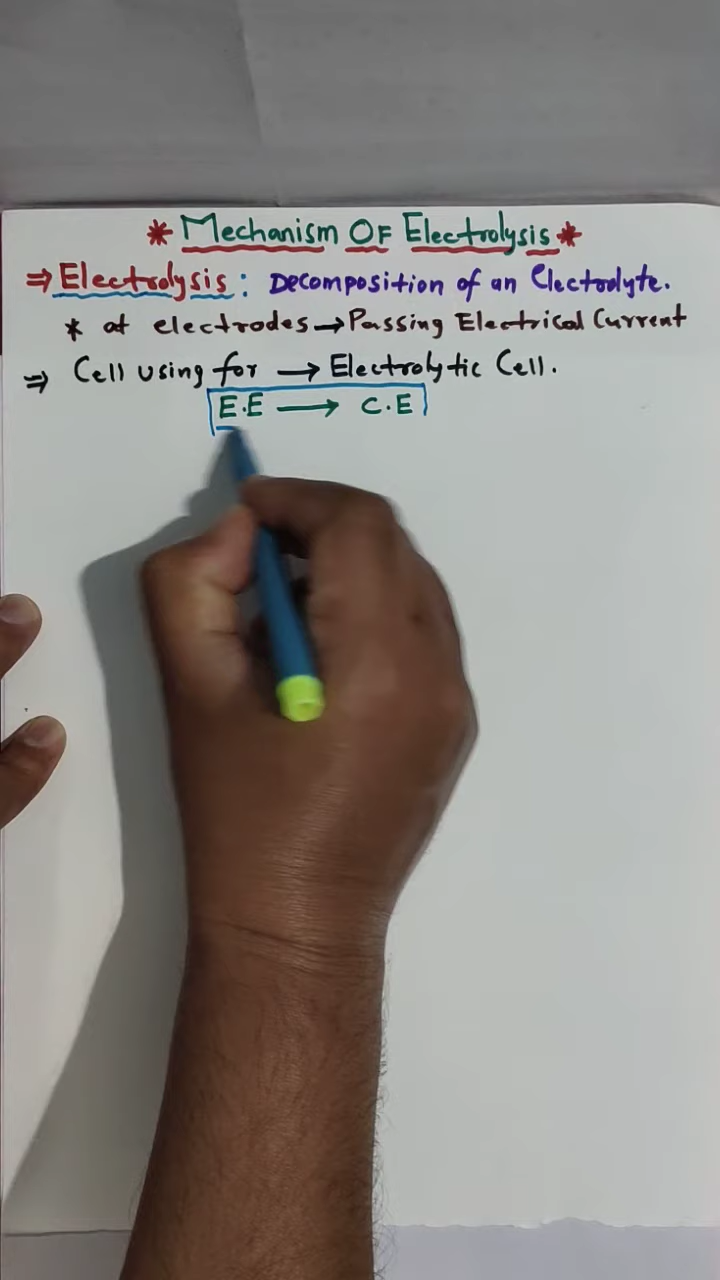 * Mechanism OF Electrolysis *
⇒ Electrolysis: Decomposition of an Electrolyte.
* at electrodes → Passing Electrical Current
⇒ Cell using for → Electrolytic Cell.
E.E → C.E